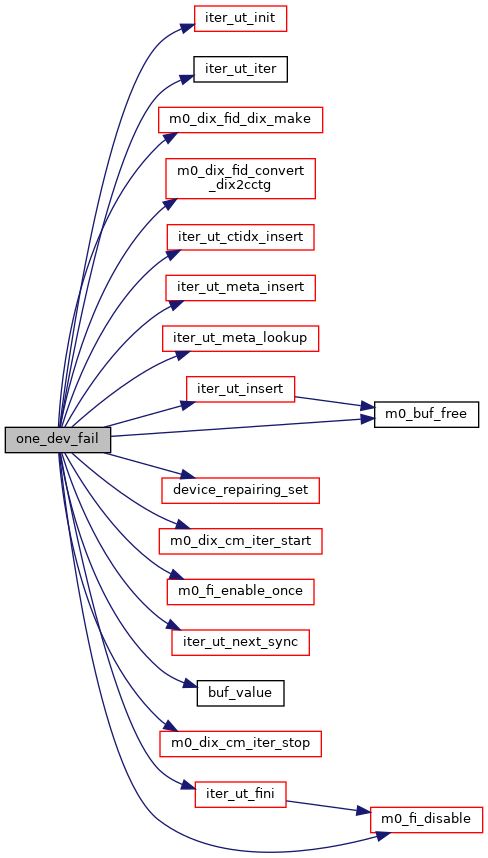 iter_ut_init
iter_ut_iter
m0_dix_fid_dix_make
m0_dix_fid_convert
_dix2cctg
iter_ut_ctidx_insert
iter_ut_meta_insert
iter_ut_meta_lookup
iter_ut_insert
m0_buf_free
one_dev_fail
device_repairing_set
m0_dix_cm_iter_start
m0_fi_enable_once
iter_ut_next_sync
buf_value
m0_dix_cm_iter_stop
iter_ut_fini
m0_fi_disable